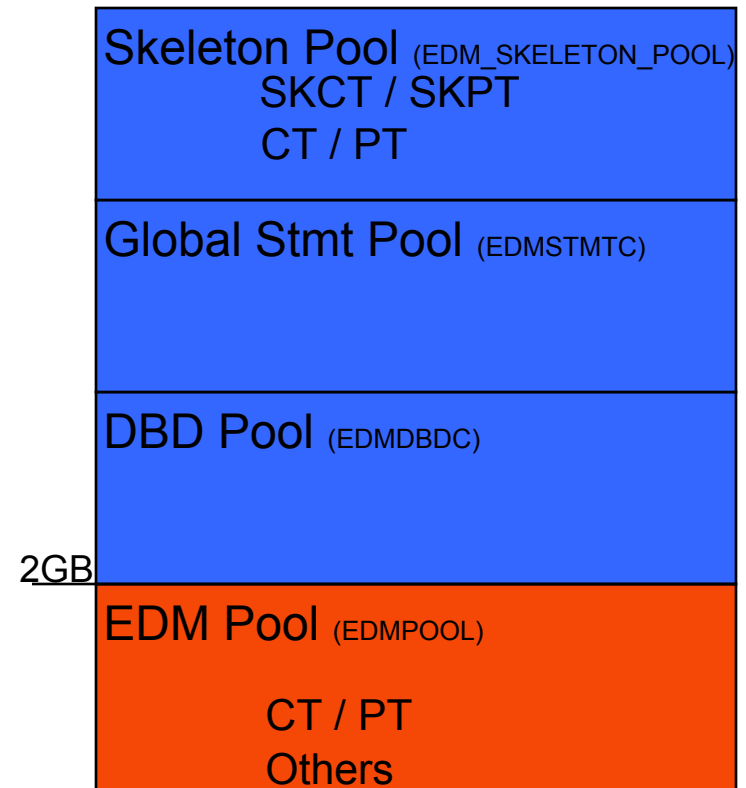 Skeleton Pool (EDM_SKELETON_POOL)
SKCT / SKPT
CT / PT
Global Stmt Pool (EDMSTMTC)
DBD Pool (EDMDBDC)
2GB
EDM Pool (EDMPOOL)
CT / PT
Others